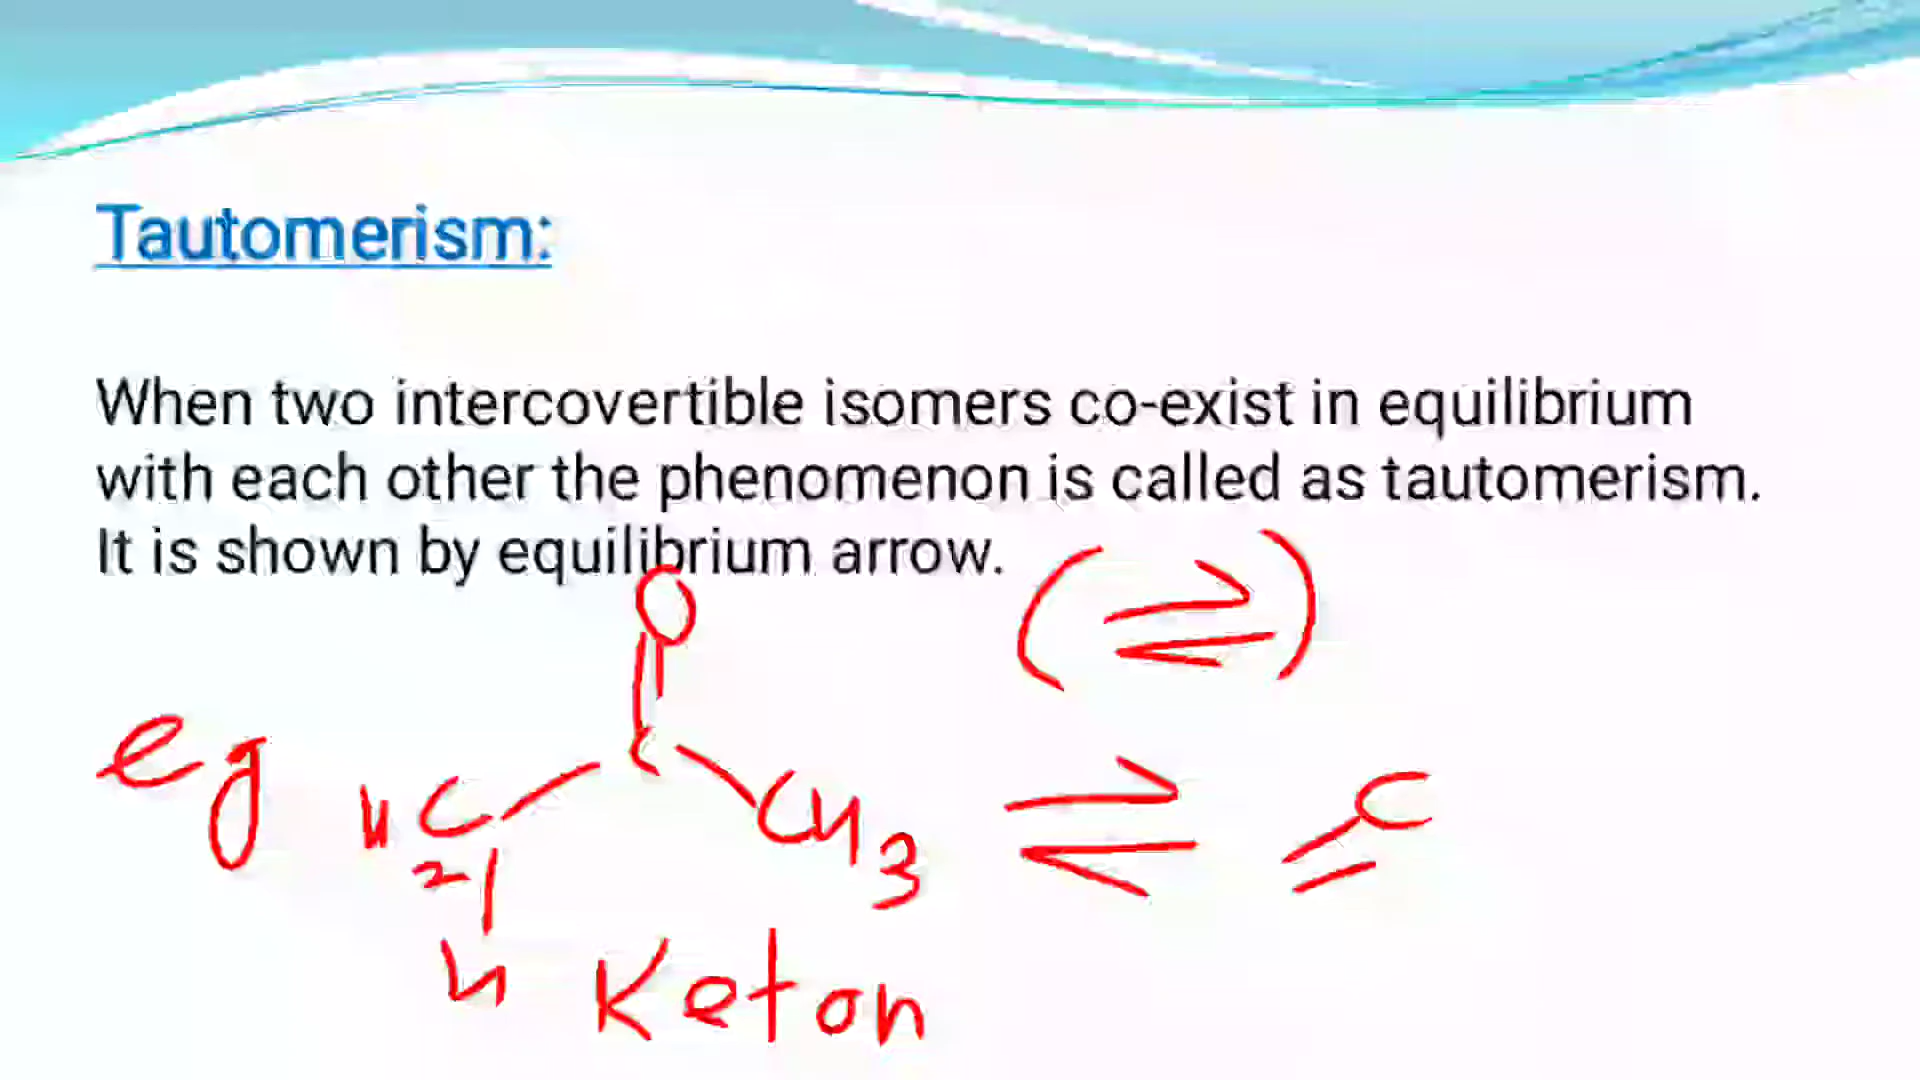 Tautomerism:
When two intercovertible isomers co-exist in equilibrium
with each other the phenomenon is called as tautomerism.
It is shown by equilibrium arrow.
(⇌)
O
C
eg H2C CH3 ⇌ C
H
Keton